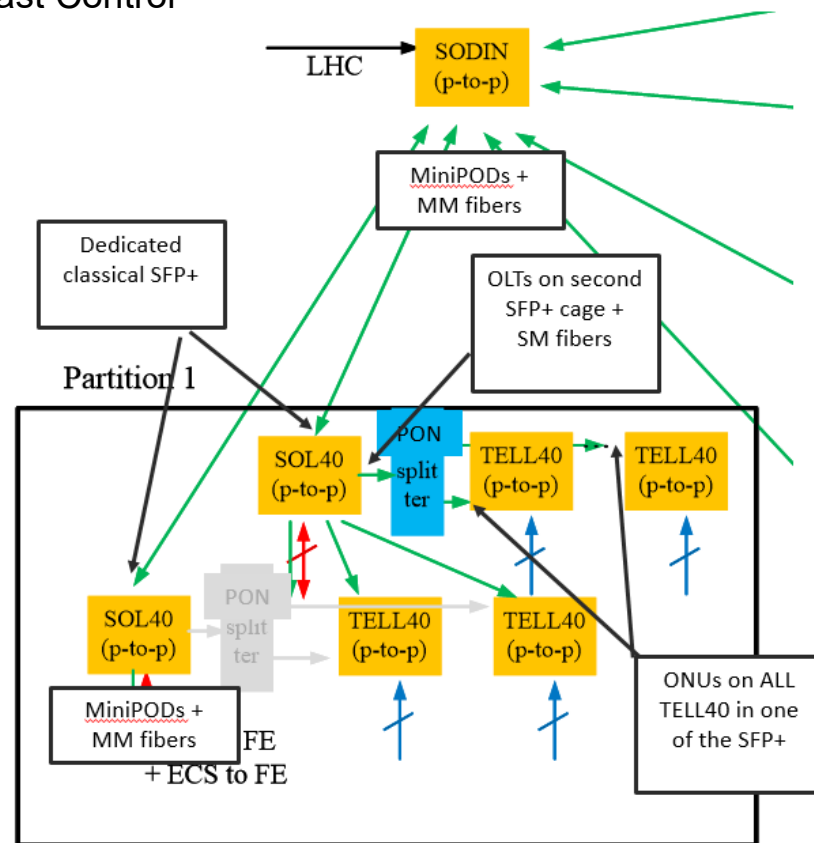 ast Control
LHC
SODIN
(p-to-p)
MiniPODs +
MM fibers
Dedicated
classical SFP+
OLTs on second
SFP+ cage +
SM fibers
Partition 1
SOL40
(p-to-p)
PON
split
ter
TELL40
(p-to-p)
TELL40
(p-to-p)
SOL40
(p-to-p)
PON
split
ter
TELL40
(p-to-p)
TELL40
(p-to-p)
MiniPODs +
MM fibers
FE
+ ECS to FE
ONUs on ALL
TELL40 in one
of the SFP+